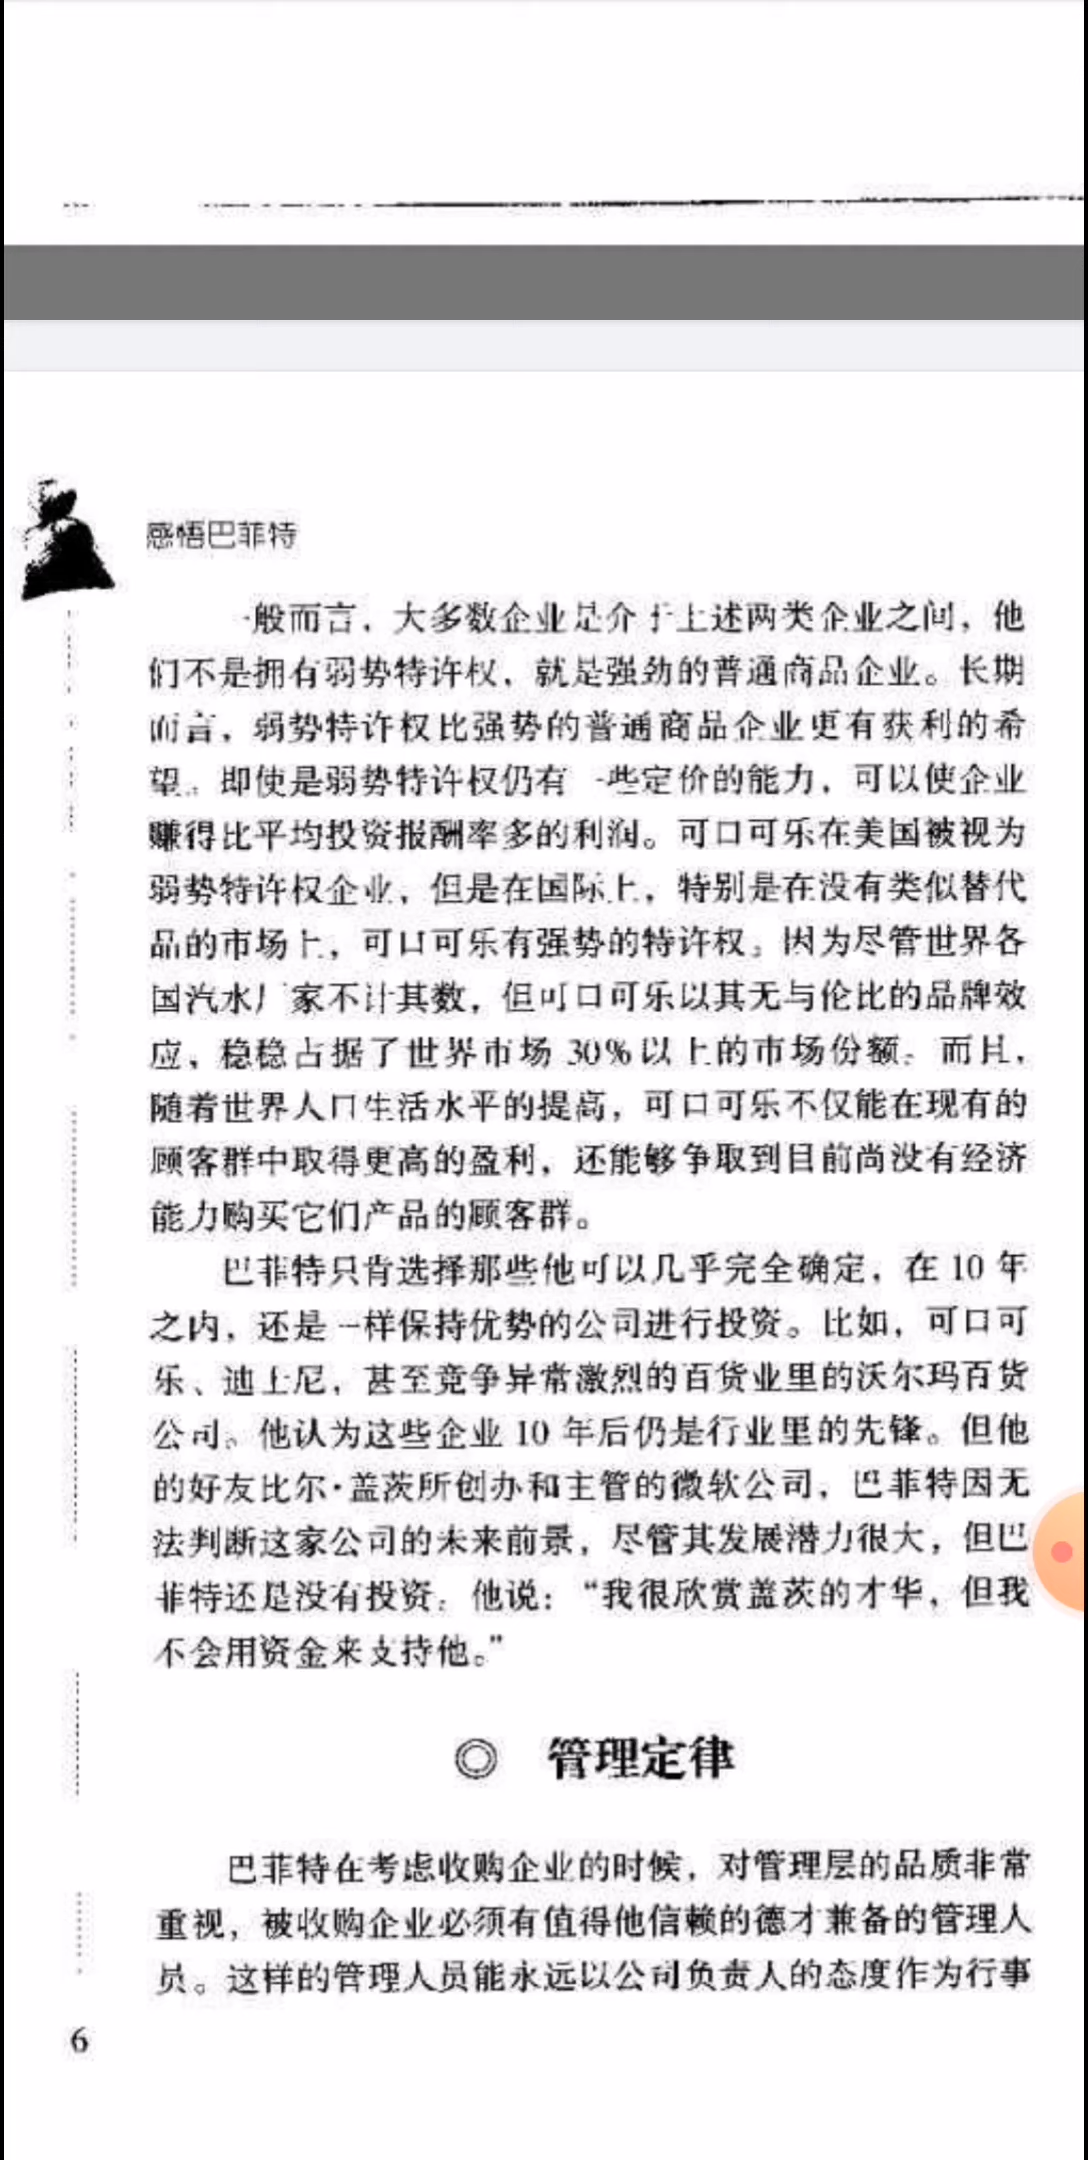 感悟巴菲特
一般而言，大多数企业是介于上述两类企业之间，他
们不是拥有弱势特许权，就是强劲的普通商品企业。长期
而言，弱势特许权比强势的普通商品企业更有获利的希
望。即使是弱势特许权仍有一些定价的能力，可以使企业
赚得比平均投资报酬率多的利润。可口可乐在美国被视为
弱势特许权企业，但是在国际上，特别是在没有类似替代
品的市场上，可口可乐有强势的特许权。因为尽管世界各
国汽水厂家不计其数，但可口可乐以其无与伦比的品牌效
应，稳稳占据了世界市场 30%以上的市场份额。而且，
随着世界人口生活水平的提高，可口可乐不仅能在现有的
顾客群中取得更高的盈利，还能够争取到目前尚没有经济
能力购买它们产品的顾客群。
巴菲特只肯选择那些他可以几乎完全确定，在 10 年
之内，还是一样保持优势的公司进行投资。比如，可口可
乐、迪士尼，甚至竞争异常激烈的百货业里的沃尔玛百货
公司。他认为这些企业 10 年后仍是行业里的先锋。但他
的好友比尔·盖茨所创办和主管的微软公司，巴菲特因无
法判断这家公司的未来前景，尽管其发展潜力很大，但巴
菲特还是没有投资。他说：“我很欣赏盖茨的才华，但我
不会用资金来支持他。”
◎ 管理定律
巴菲特在考虑收购企业的时候，对管理层的品质非常
重视，被收购企业必须有值得他信赖的德才兼备的管理人
员。这样的管理人员能永远以公司负责人的态度作为行事
6